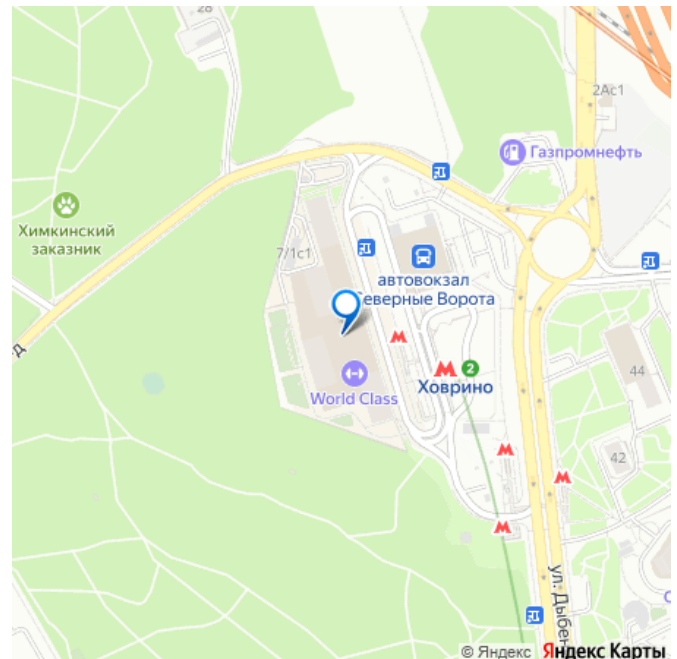 28
2Ас1
Газпромнефть
Химкинский
заказник
7/1с1
автовокзал
Северные Ворота
М
М
2
Ховрино
World Class
44
42
М
М
М
ул. Дыбен
© Яндекс Яндекс Карты